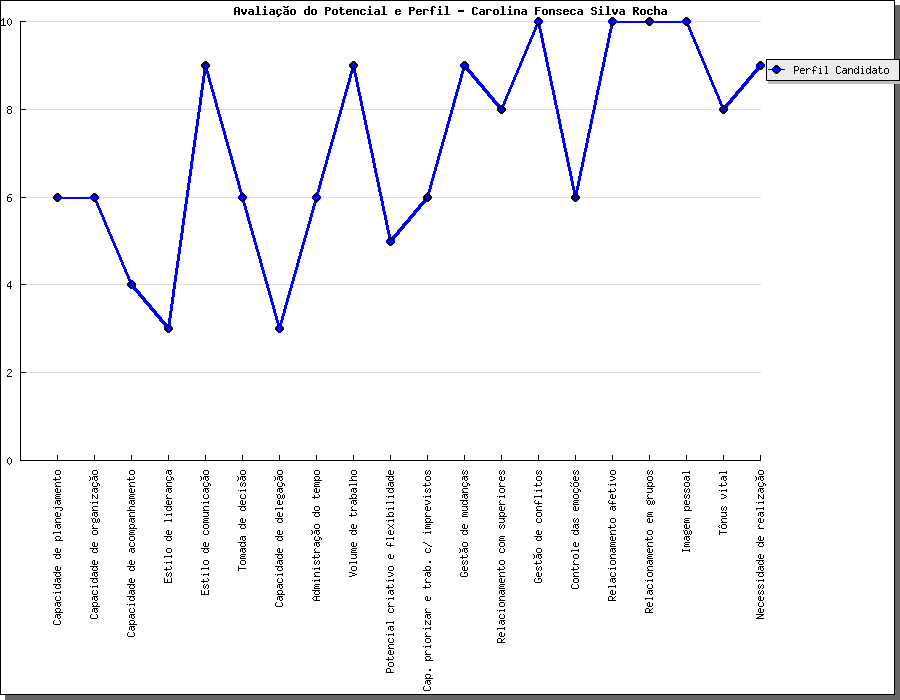 Avaliação do Potencial e Perfil - Carolina Fonseca Silva Rocha
10
8
6
4
2
0
Perfil Candidato
Capacidade de planejamento
Capacidade de organização
Capacidade de acompanhamento
Estilo de liderança
Estilo de comunicação
Tomada de decisão
Capacidade de delegação
Administração do tempo
Volume de trabalho
Potencial criativo e flexibilidade
Cap. priorizar e trab. c/ imprevistos
Gestão de mudanças
Relacionamento com superiores
Gestão de conflitos
Controle das emoções
Relacionamento afetivo
Relacionamento em grupos
Imagem pessoal
Tônus vital
Necessidade de realização